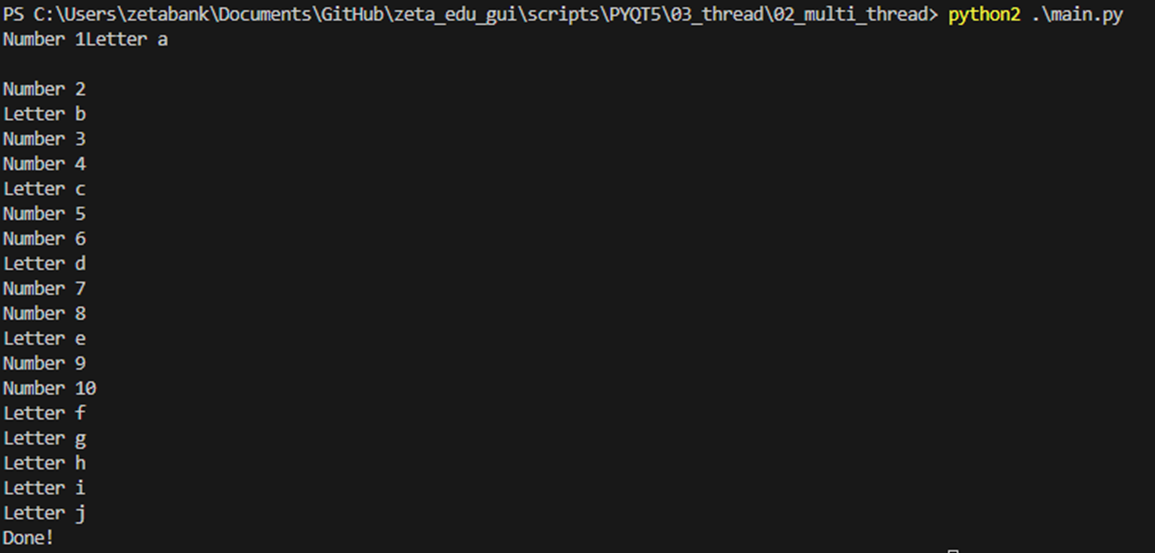 PS C:\Users\zetabank\Documents\GitHub\zeta_edu_gui\scripts\PYQT5\03_thread\02_multi_thread> python2 .\main.py
Number 1Letter a

Number 2
Letter b
Number 3
Number 4
Letter c
Number 5
Number 6
Letter d
Number 7
Number 8
Letter e
Number 9
Number 10
Letter f
Letter g
Letter h
Letter i
Letter j
Done!